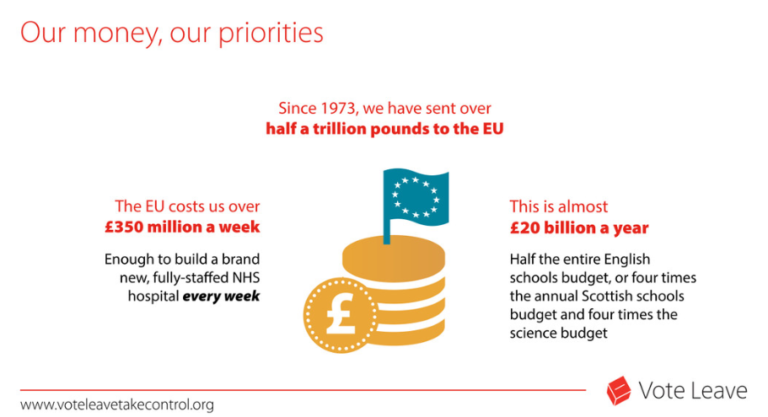 Our money, our priorities
Since 1973, we have sent over
half a trillion pounds to the EU
The EU costs us over
£350 million a week
Enough to build a brand
new, fully-staffed NHS
hospital every week
£
This is almost
£20 billion a year
Half the entire English
schools budget, or four times
the annual Scottish schools
budget and four times the
science budget
www.voteleavetakecontrol.org
Vote Leave